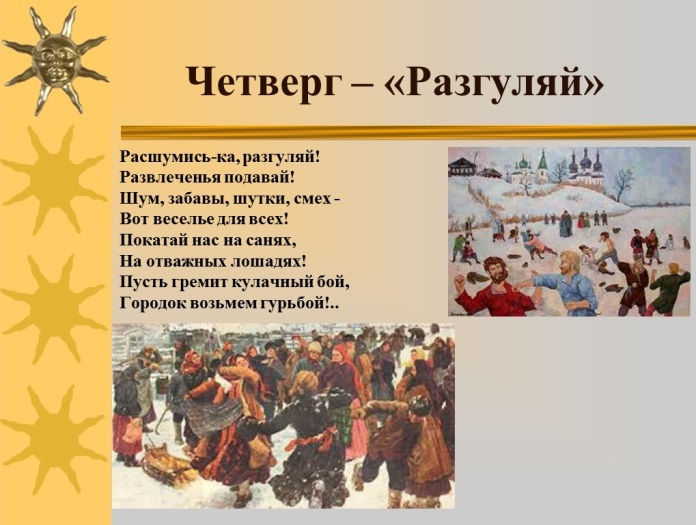 Четверг – «Разгуляй»
Расшумись-ка, разгуляй!
Развлеченья подавай!
Шум, забавы, шутки, смех -
Вот веселье для всех!
Покатай нас на санях,
На отважных лошадях!
Пусть гремит кулачный бой,
Городок возьмем гурьбой!..